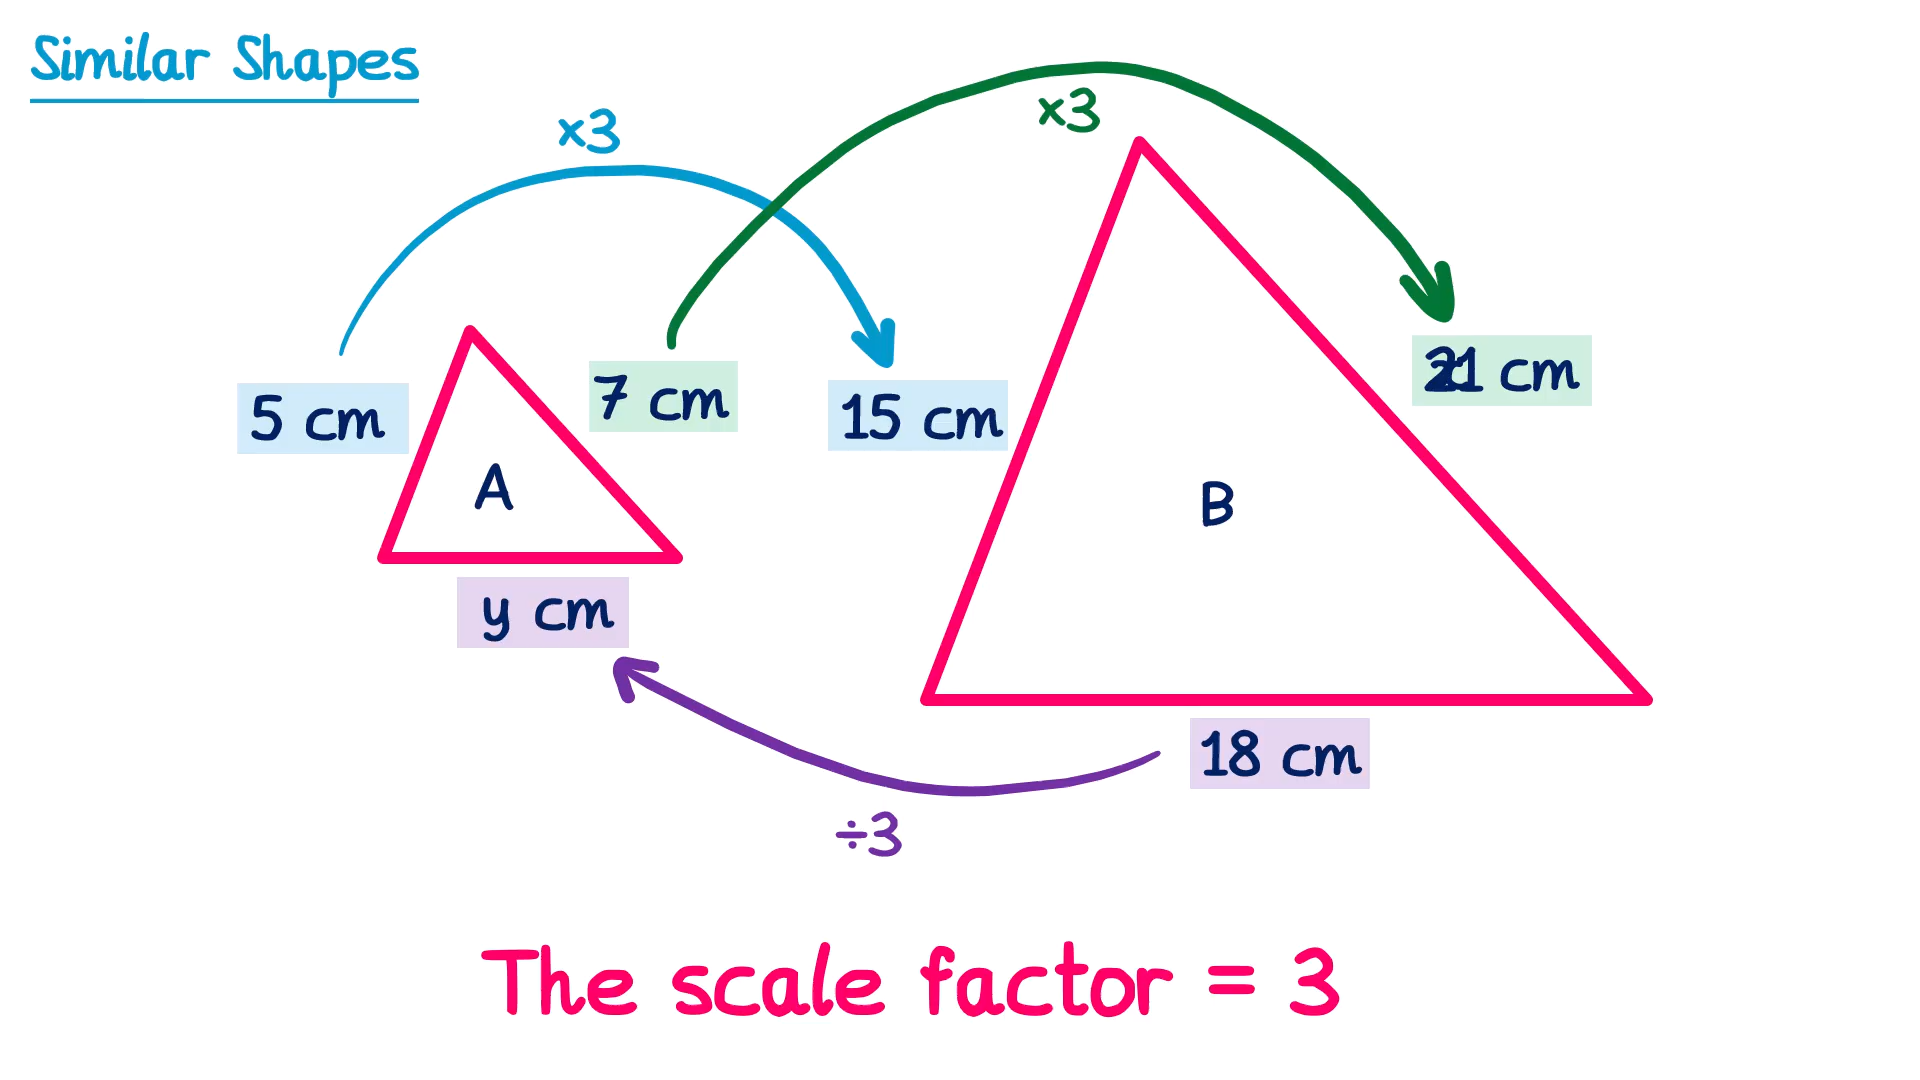 Similar Shapes
×3
×3
5 cm
7 cm
15 cm
21 cm
A
B
y cm
18 cm
÷3
The scale factor = 3